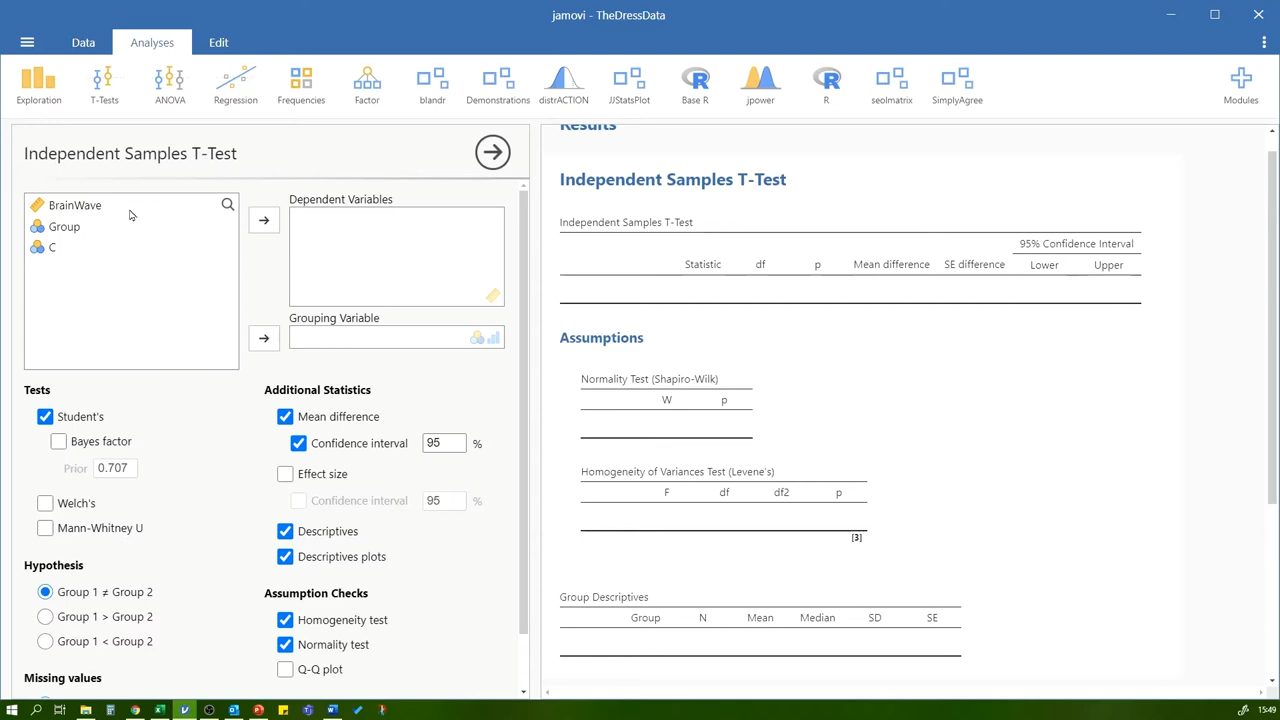 jamovi - TheDressData
Data Analyses Edit
Exploration T-Tests ANOVA Regression Frequencies Factor blandr Demonstrations distrACTION JJStatsPlot Base R jpower R seolmatrix SimplyAgree Modules
Independent Samples T-Test
BrainWave
Group
C
Dependent Variables
Grouping Variable
Tests
Student's
Bayes factor
Prior 0.707
Welch's
Mann-Whitney U
Hypothesis
Group 1 ≠ Group 2
Group 1 > Group 2
Group 1 < Group 2
Missing values
Additional Statistics
Mean difference
Confidence interval 95 %
Effect size
Confidence interval 95 %
Descriptives
Descriptives plots
Assumption Checks
Homogeneity test
Normality test
Q-Q plot
Results
Independent Samples T-Test
Independent Samples T-Test
95% Confidence Interval
Statistic df p Mean difference SE difference Lower Upper
Assumptions
Normality Test (Shapiro-Wilk)
W p
Homogeneity of Variances Test (Levene's)
F df df2 p
[3]
Group Descriptives
Group N Mean Median SD SE
15:49